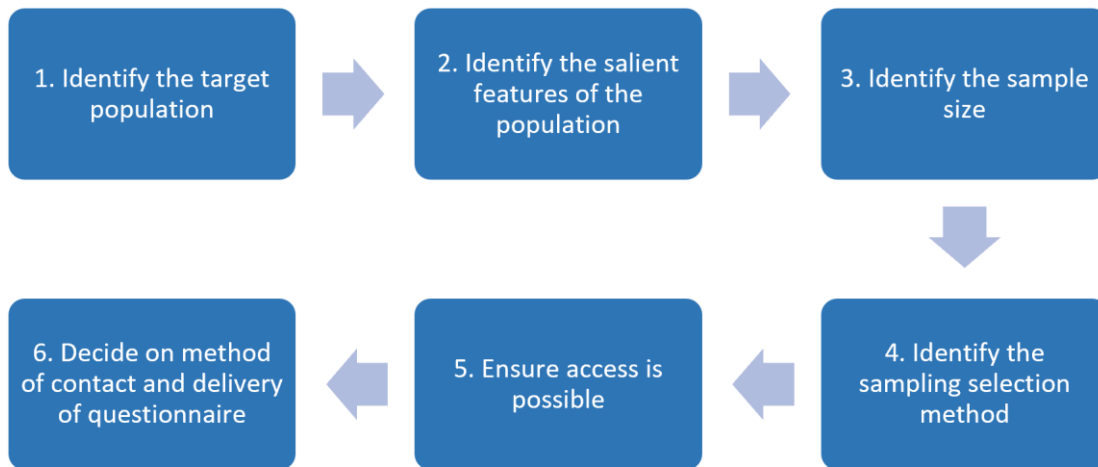 1. Identify the target
population
2. Identify the salient
features of the
population
3. Identify the sample
size
4. Identify the
sampling selection
method
5. Ensure access is
possible
6. Decide on method
of contact and delivery
of questionnaire